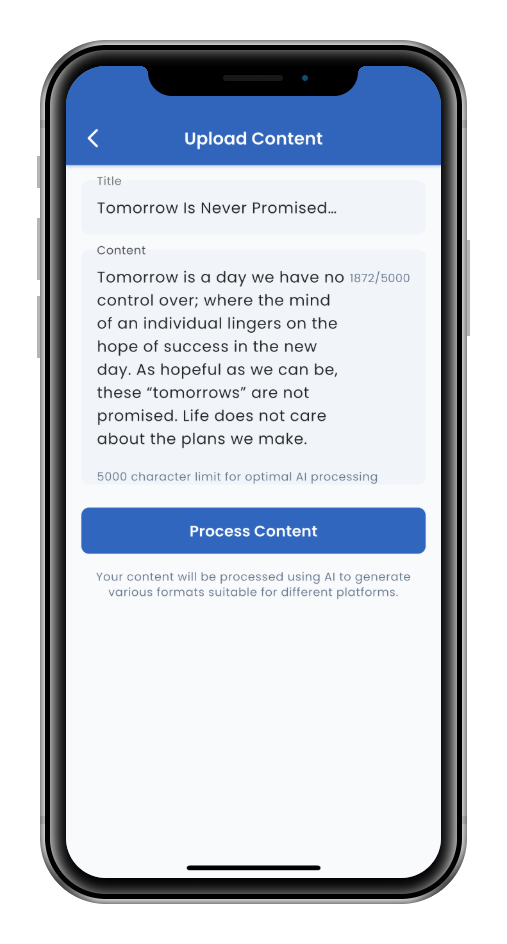 Upload Content
Title
Tomorrow Is Never Promised…
Content
Tomorrow is a day we have no 1872/5000
control over; where the mind
of an individual lingers on the
hope of success in the new
day. As hopeful as we can be,
these “tomorrows” are not
promised. Life does not care
about the plans we make.
5000 character limit for optimal AI processing
Process Content
Your content will be processed using AI to generate
various formats suitable for different platforms.